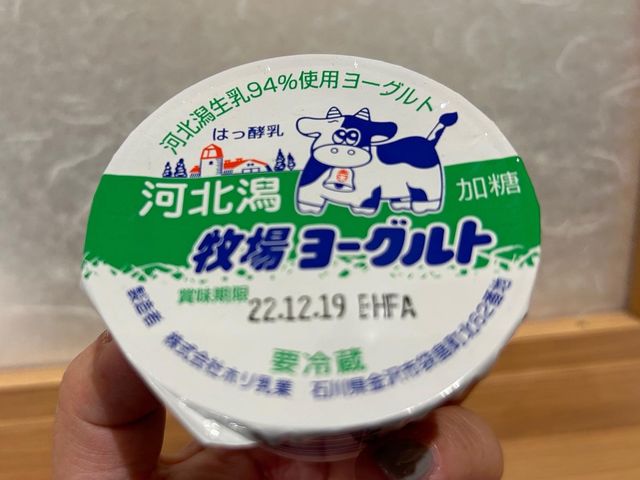 河北潟生乳94%使用ヨーグルト
はっ酵乳
河北潟 加糖
牧場ヨーグルト
賞味期限
22.12.19 EHFA
要冷蔵
製造者 株式会社ホリ乳業 石川県金沢市